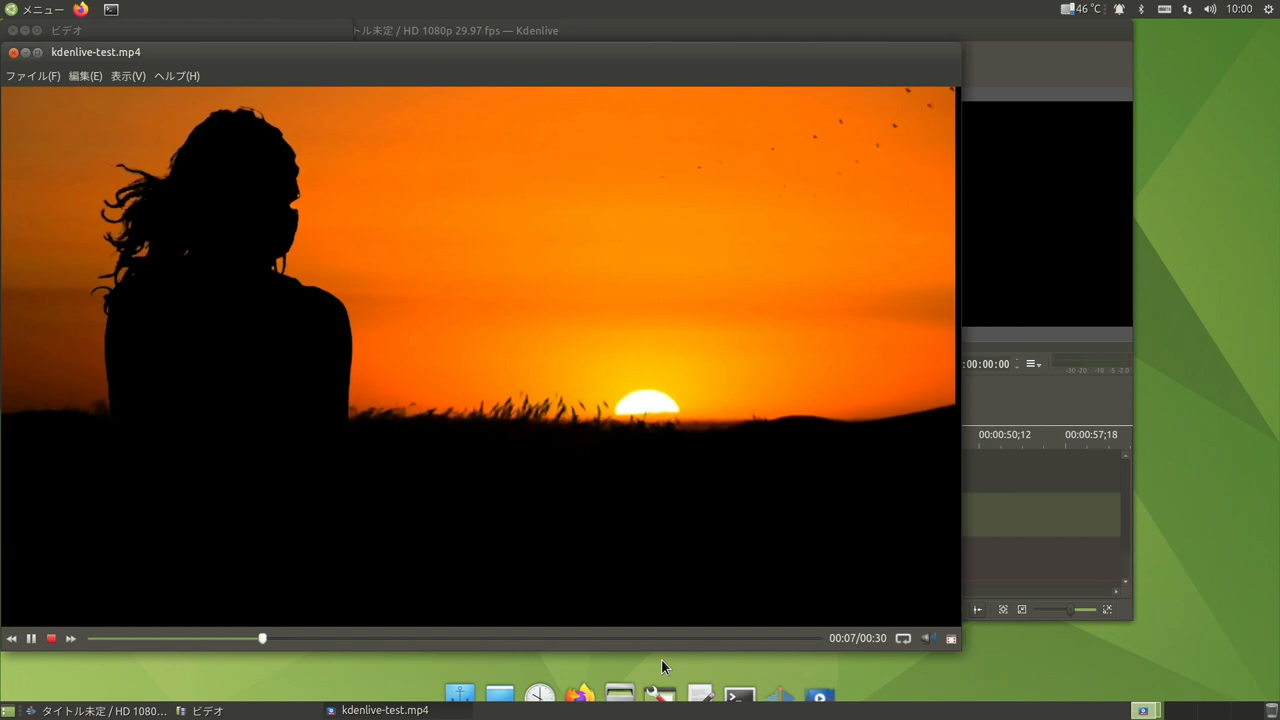 メニュー
46 ℃
10:00
ビデオ
トル未定 / HD 1080p 29.97 fps — Kdenlive
kdenlive-test.mp4
ファイル(F) 編集(E) 表示(V) ヘルプ(H)
:00:00:00
00:00:50;12 00:00:57;18
00:07/00:30
タイトル未定 / HD 1080... ビデオ kdenlive-test.mp4